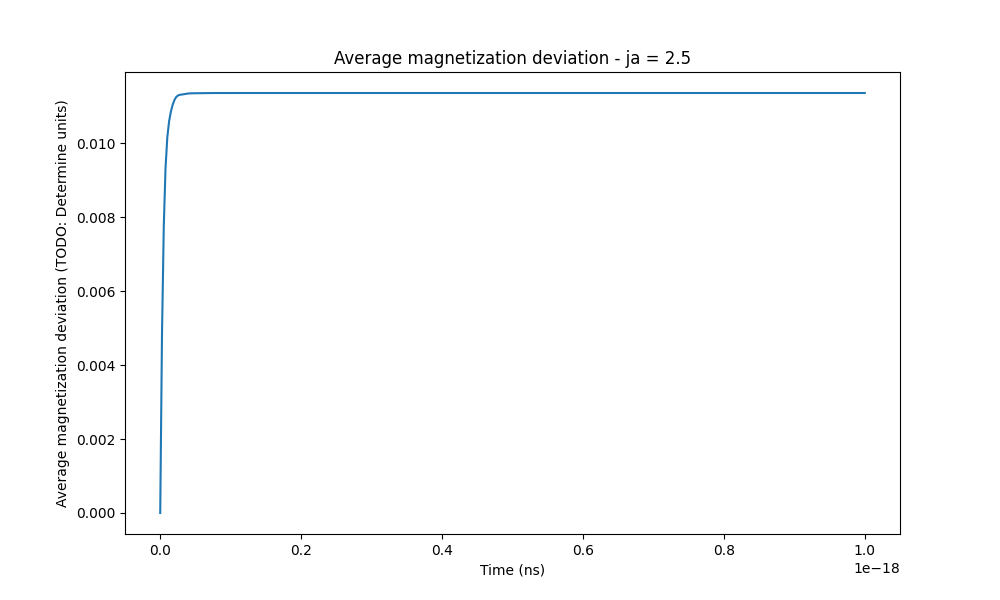 Average magnetization deviation - ja = 2.5
Average magnetization deviation (TODO: Determine units)
0.010
0.008
0.006
0.004
0.002
0.000
0.0 0.2 0.4 0.6 0.8 1.0
1e−18
Time (ns)